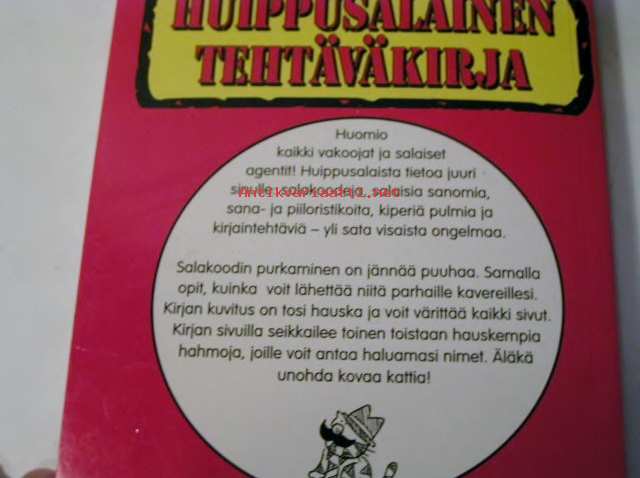 HUIPPUSALAINEN
TEHTÄVÄKIRJA
Huomio
kaikki vakoojat ja salaiset
agentit! Huippusalaista tietoa juuri
sinulle salakoodeja, salaisia sanomia,
sana- ja piiloristikoita, kiperiä pulmia ja
kirjaintehtäviä – yli sata visaista ongelmaa.
Salakoodin purkaminen on jännää puuhaa. Samalla
opit, kuinka voit lähettää niitä parhaille kavereillesi.
Kirjan kuvitus on tosi hauska ja voit värittää kaikki sivut.
Kirjan sivuilla seikkailee toinen toistaan hauskempia
hahmoja, joille voit antaa haluamasi nimet. Äläkä
unohda kovaa kattia!